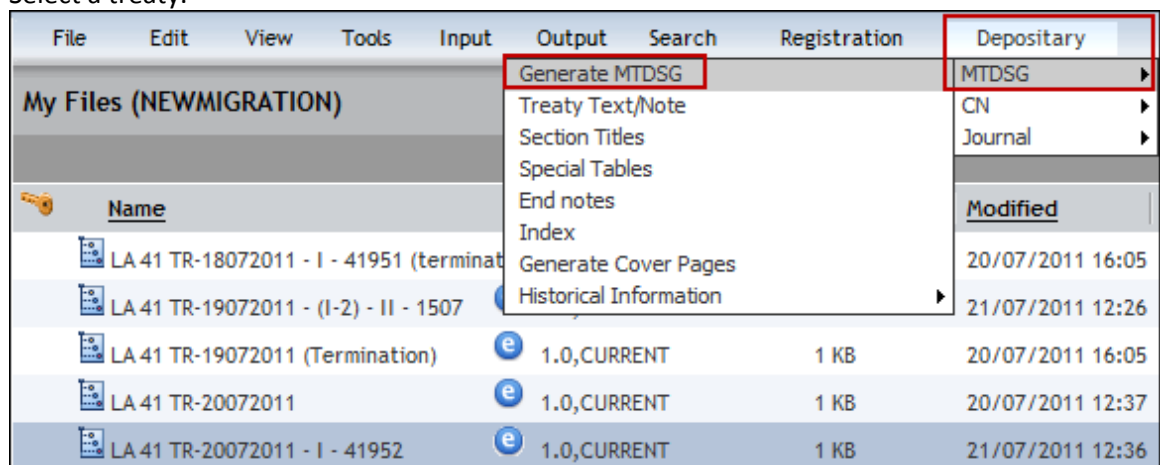 Select a treaty.
File Edit View Tools Input Output Search Registration Depositary
Generate MTDSG MTDSG
My Files (NEWMIGRATION) Treaty Text/Note CN
Section Titles Journal
Special Tables
Name End notes Modified
Index
LA 41 TR-18072011 - I - 41951 (terminat Generate Cover Pages 20/07/2011 16:05
LA 41 TR-19072011 - (I-2) - II - 1507 Historical Information 21/07/2011 12:26
LA 41 TR-19072011 (Termination) e 1.0,CURRENT 1 KB 20/07/2011 16:05
LA 41 TR-20072011 e 1.0,CURRENT 1 KB 20/07/2011 12:37
LA 41 TR-20072011 - I - 41952 e 1.0,CURRENT 1 KB 21/07/2011 12:36